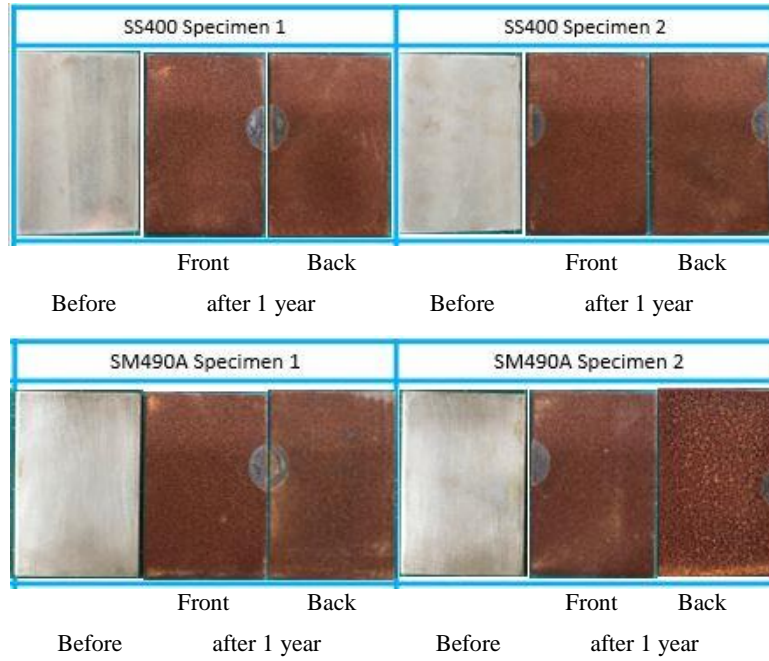 SS400 Specimen 1 SS400 Specimen 2
Front Back Front Back
Before after 1 year Before after 1 year
SM490A Specimen 1 SM490A Specimen 2
Front Back Front Back
Before after 1 year Before after 1 year